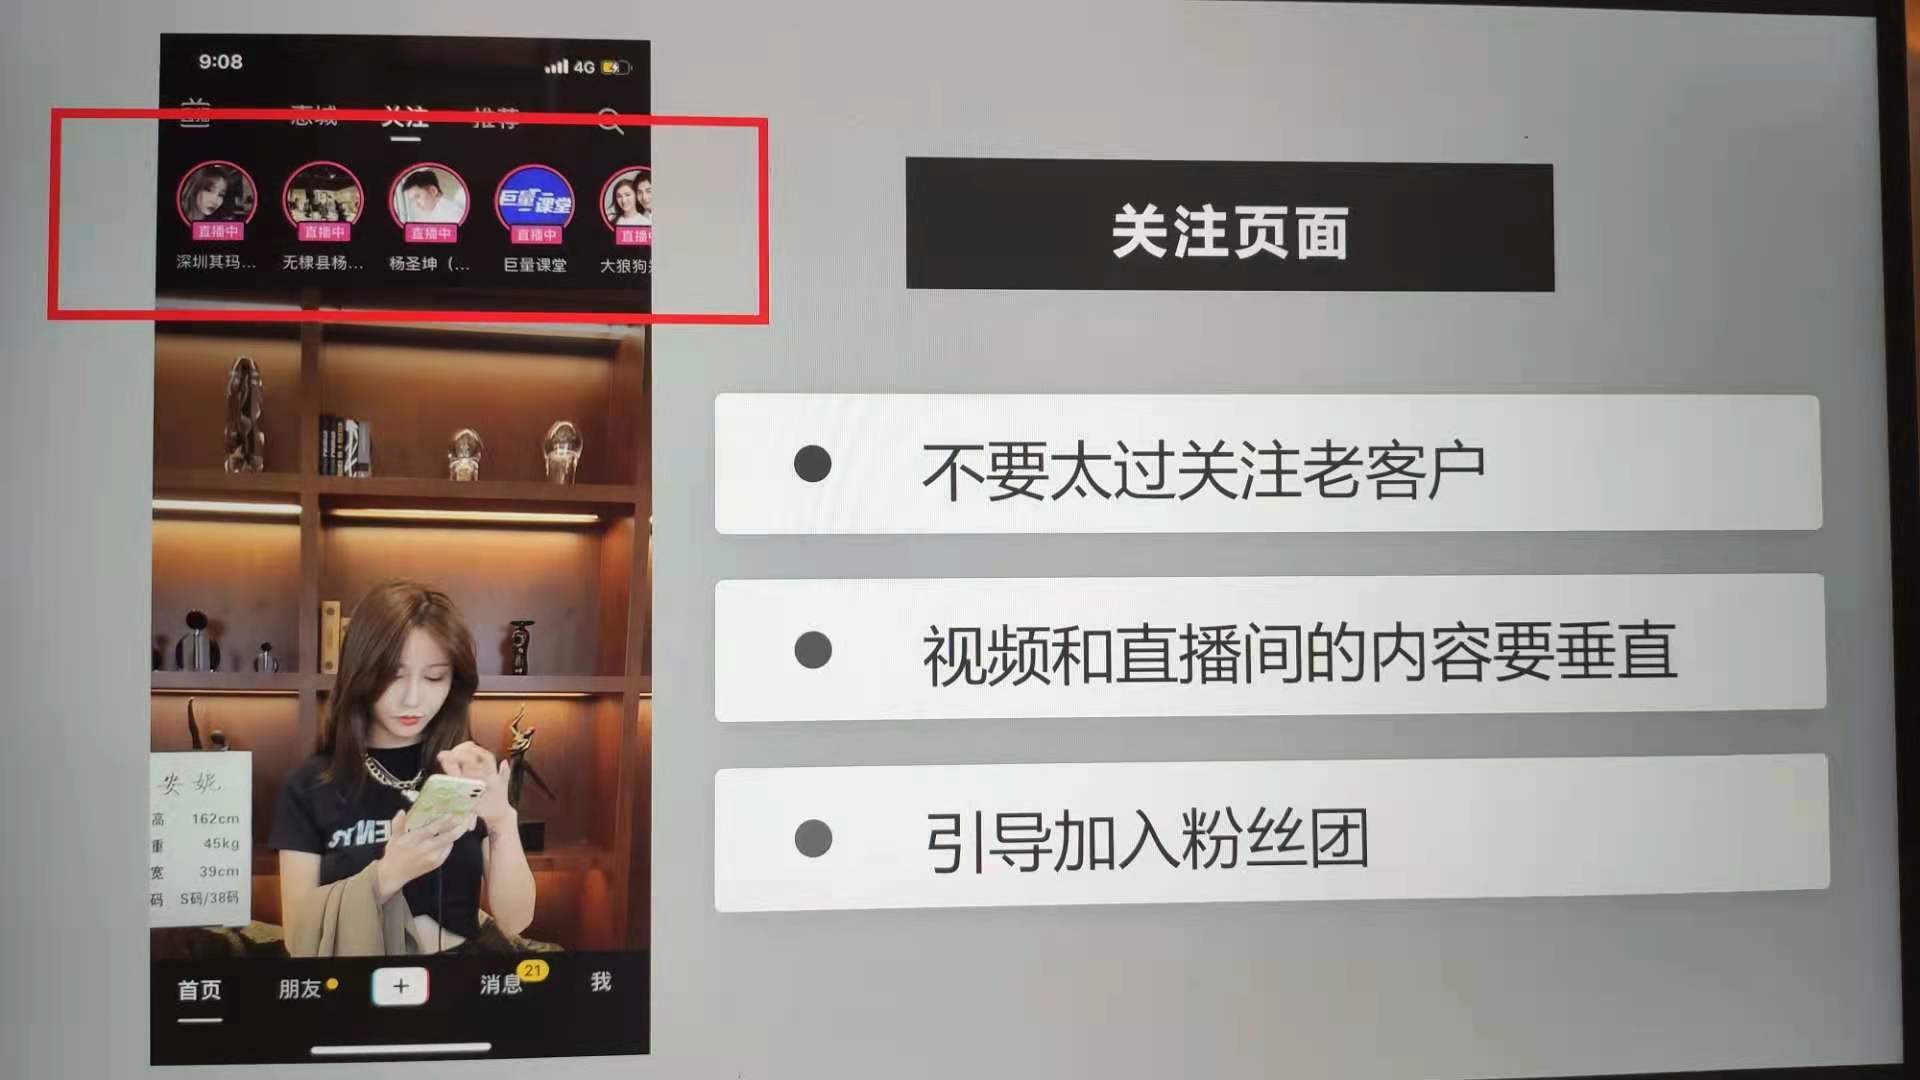 9:08
4G
直播 惠城 关注 推荐
巨量课堂
直播中 直播中 直播中 直播中 直播中
深圳其玛... 无棣县杨... 杨圣坤（... 巨量课堂 大狼狗
关注页面
不要太过关注老客户
视频和直播间的内容要垂直
引导加入粉丝团
安妮
高 162cm
重 45kg
宽 39cm
码 S码/38码
首页 朋友 + 消息 21 我